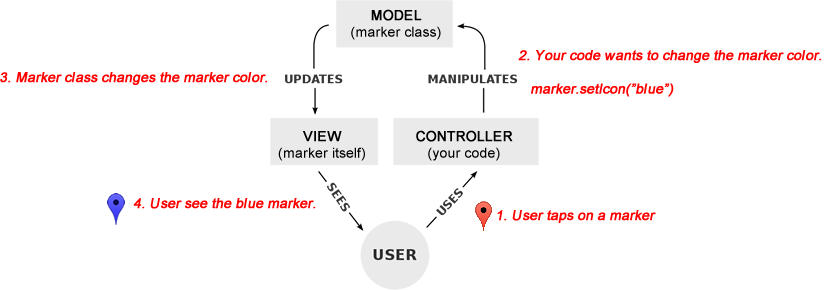 MODEL
(marker class)
2. Your code wants to change the marker color.
3. Marker class changes the marker color.
UPDATES
MANIPULATES
marker.setIcon("blue")
VIEW
(marker itself)
CONTROLLER
(your code)
SEES
USES
4. User see the blue marker.
1. User taps on a marker
USER